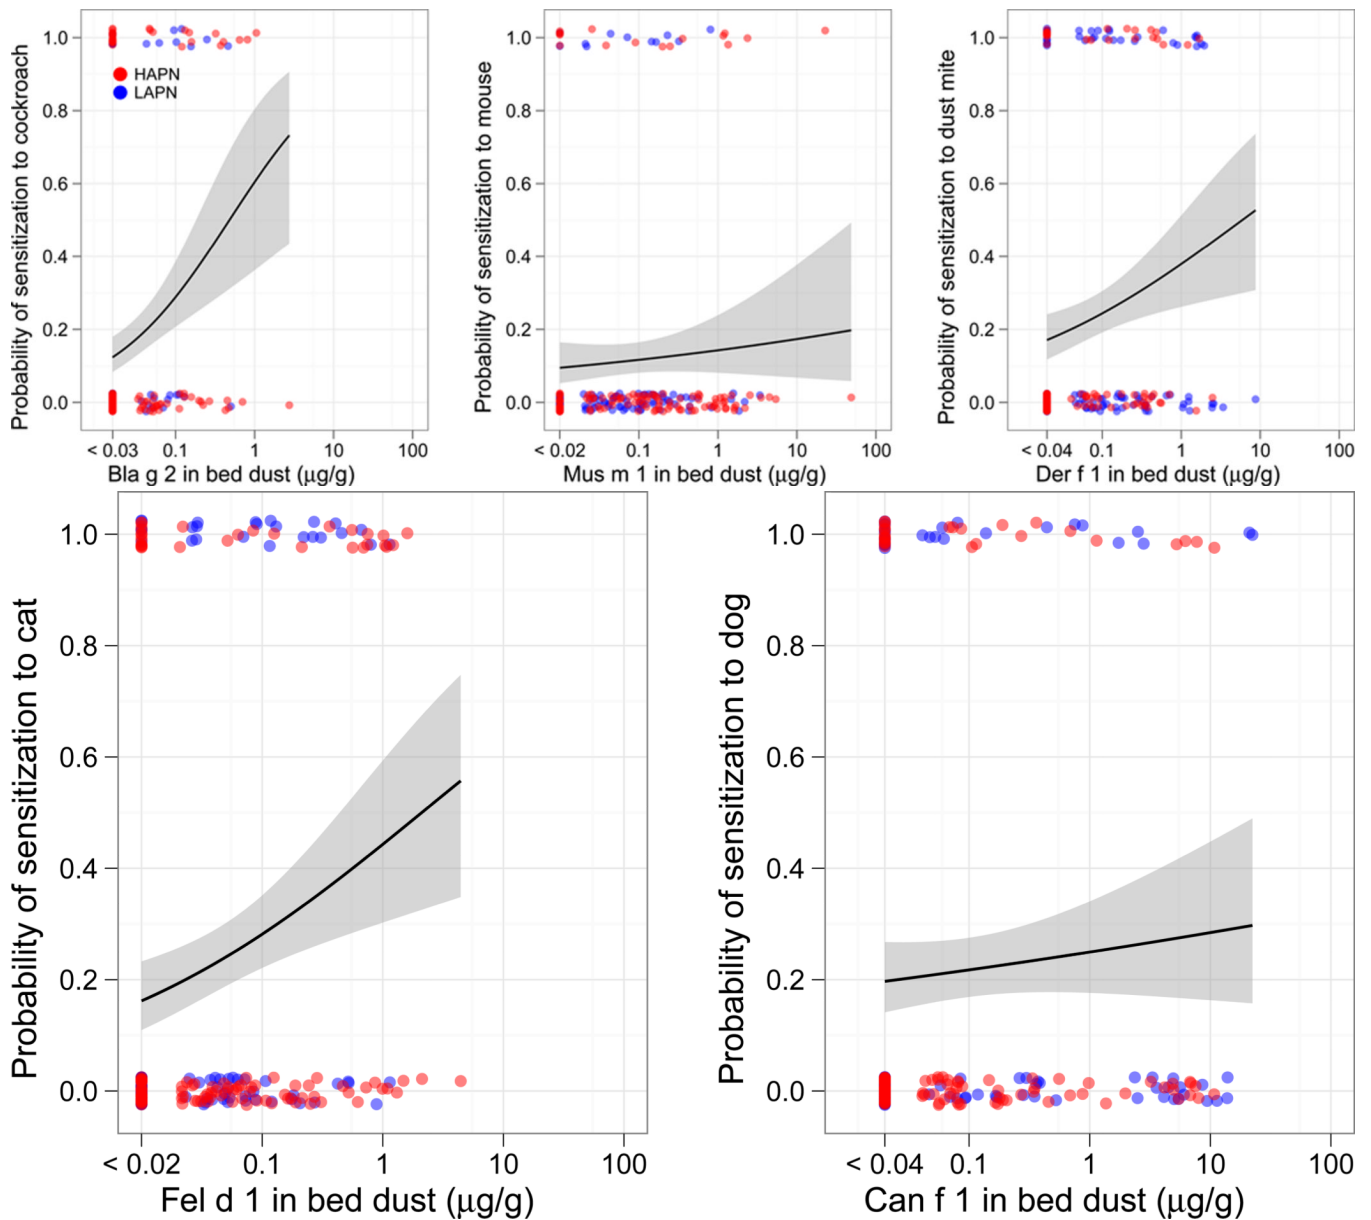 Probability of sensitization to cockroach
1.0
0.8
0.6
0.4
0.2
0.0
HAPN
LAPN
< 0.03 0.1 1 10 100
Bla g 2 in bed dust (µg/g)
Probability of sensitization to mouse
1.0
0.8
0.6
0.4
0.2
0.0
< 0.02 0.1 1 10 100
Mus m 1 in bed dust (µg/g)
Probability of sensitization to dust mite
1.0
0.8
0.6
0.4
0.2
0.0
< 0.04 0.1 1 10 100
Der f 1 in bed dust (µg/g)
Probability of sensitization to cat
1.0
0.8
0.6
0.4
0.2
0.0
< 0.02 0.1 1 10 100
Fel d 1 in bed dust (µg/g)
Probability of sensitization to dog
1.0
0.8
0.6
0.4
0.2
0.0
< 0.04 0.1 1 10 100
Can f 1 in bed dust (µg/g)